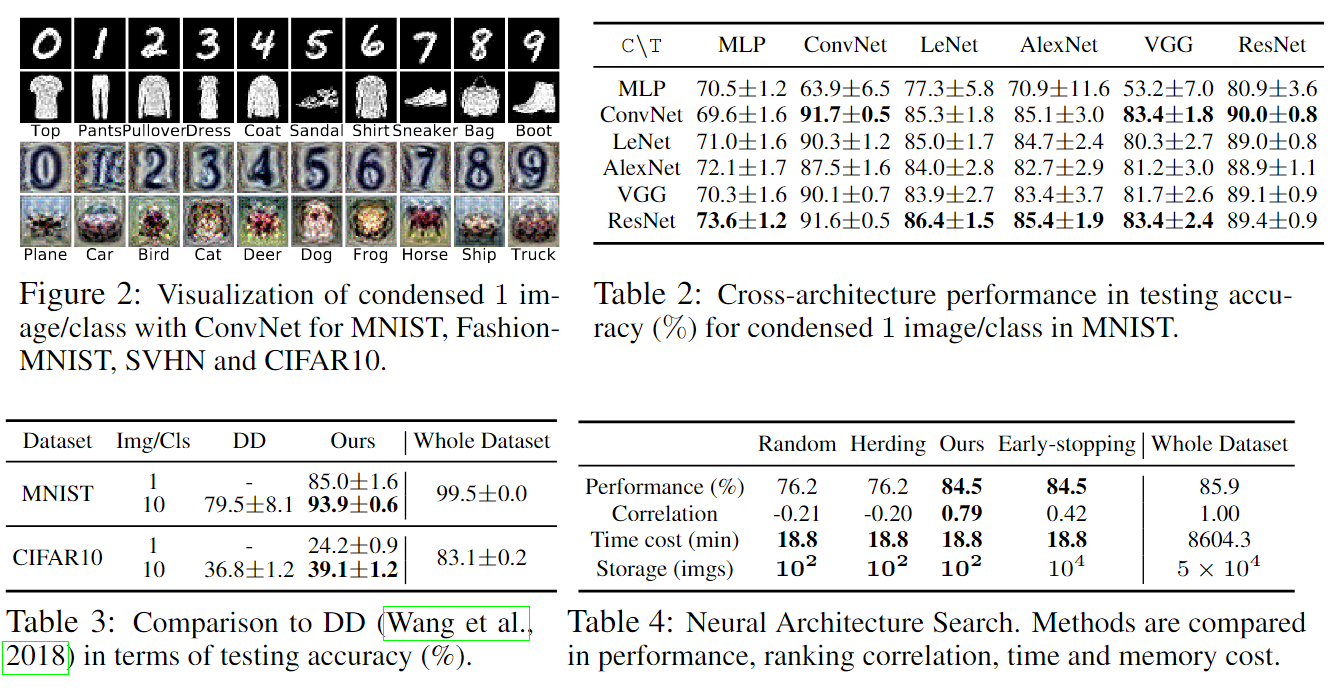 0 1 2 3 4 5 6 7 8 9
Top Pants Pullover Dress Coat Sandal Shirt Sneaker Bag Boot
0 1 2 3 4 5 6 7 8 9
Plane Car Bird Cat Deer Dog Frog Horse Ship Truck
Figure 2: Visualization of condensed 1 im-
age/class with ConvNet for MNIST, Fashion-
MNIST, SVHN and CIFAR10.
C\T MLP ConvNet LeNet AlexNet VGG ResNet
MLP 70.5±1.2 63.9±6.5 77.3±5.8 70.9±11.6 53.2±7.0 80.9±3.6
ConvNet 69.6±1.6 91.7±0.5 85.3±1.8 85.1±3.0 83.4±1.8 90.0±0.8
LeNet 71.0±1.6 90.3±1.2 85.0±1.7 84.7±2.4 80.3±2.7 89.0±0.8
AlexNet 72.1±1.7 87.5±1.6 84.0±2.8 82.7±2.9 81.2±3.0 88.9±1.1
VGG 70.3±1.6 90.1±0.7 83.9±2.7 83.4±3.7 81.7±2.6 89.1±0.9
ResNet 73.6±1.2 91.6±0.5 86.4±1.5 85.4±1.9 83.4±2.4 89.4±0.9
Table 2: Cross-architecture performance in testing accu-
racy (%) for condensed 1 image/class in MNIST.
Dataset Img/Cls DD Ours Whole Dataset
MNIST 1 - 85.0±1.6 99.5±0.0
10 79.5±8.1 93.9±0.6
CIFAR10 1 - 24.2±0.9 83.1±0.2
10 36.8±1.2 39.1±1.2
Table 3: Comparison to DD (Wang et al.,
2018) in terms of testing accuracy (%).
Random Herding Ours Early-stopping Whole Dataset
Performance (%) 76.2 76.2 84.5 84.5 85.9
Correlation -0.21 -0.20 0.79 0.42 1.00
Time cost (min) 18.8 18.8 18.8 18.8 8604.3
Storage (imgs) 10² 10² 10² 10⁴ 5 × 10⁴
Table 4: Neural Architecture Search. Methods are compared
in performance, ranking correlation, time and memory cost.